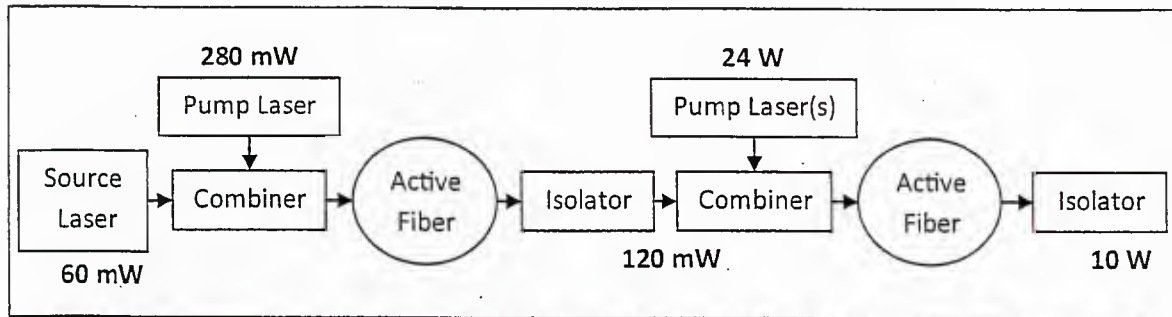 280 mW
24 W
Pump Laser
Pump Laser(s)
Source
Laser
Combiner
Active
Fiber
Isolator
Combiner
Active
Fiber
Isolator
60 mW
120 mW
10 W